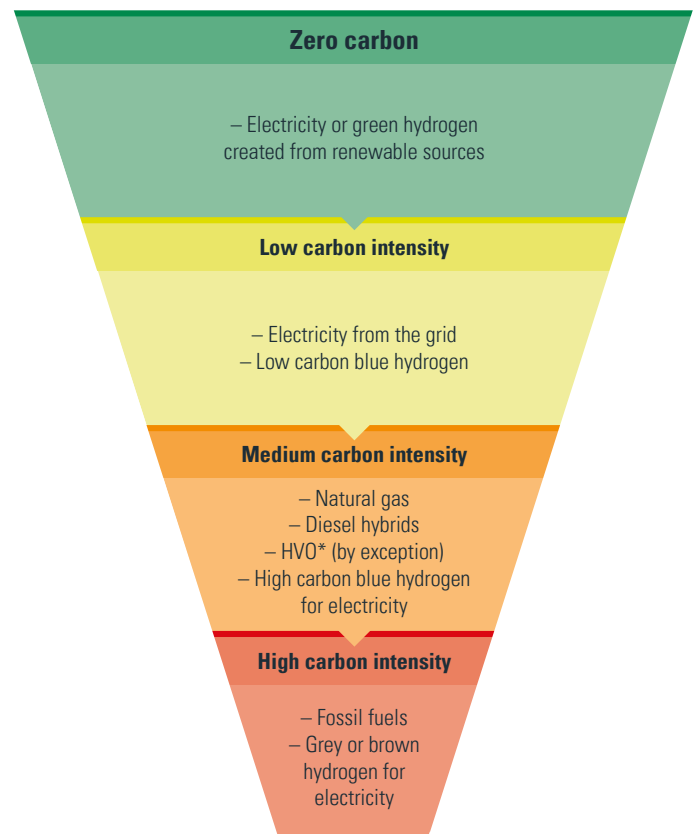 Zero carbon
– Electricity or green hydrogen
created from renewable sources
Low carbon intensity
– Electricity from the grid
– Low carbon blue hydrogen
Medium carbon intensity
– Natural gas
– Diesel hybrids
– HVO* (by exception)
– High carbon blue hydrogen
for electricity
High carbon intensity
– Fossil fuels
– Grey or brown
hydrogen for
electricity